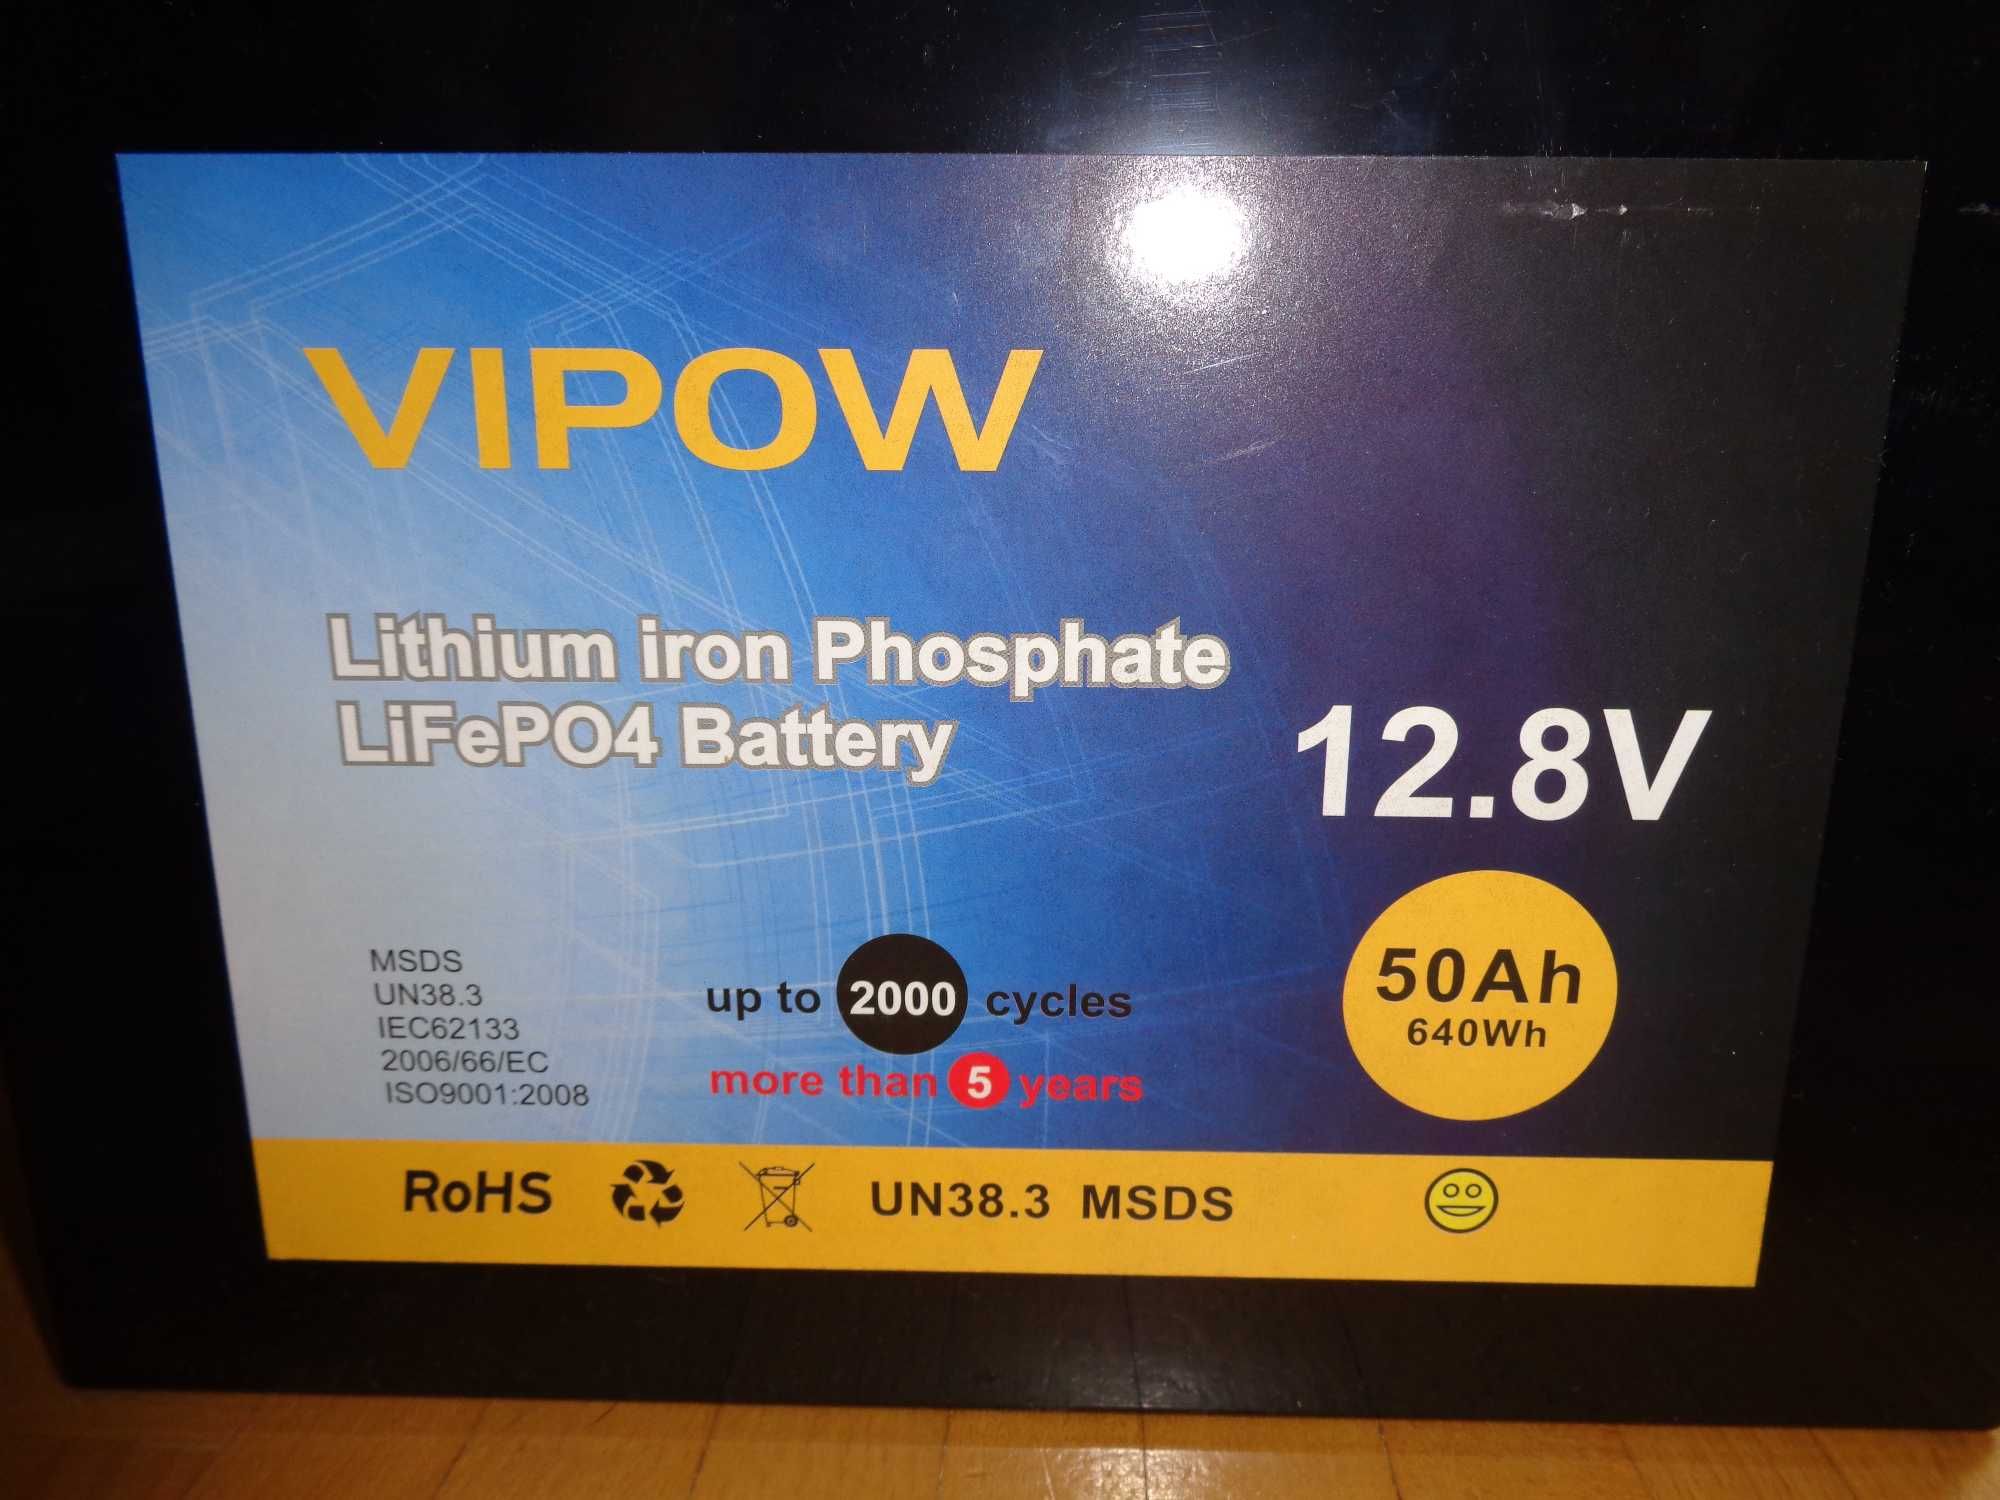 VIPOW
Lithium iron Phosphate
LiFePO4 Battery
12.8V
50Ah
640Wh
MSDS
UN38.3
IEC62133
2006/66/EC
ISO9001:2008
up to 2000 cycles
more than 5 years
RoHS UN38.3 MSDS